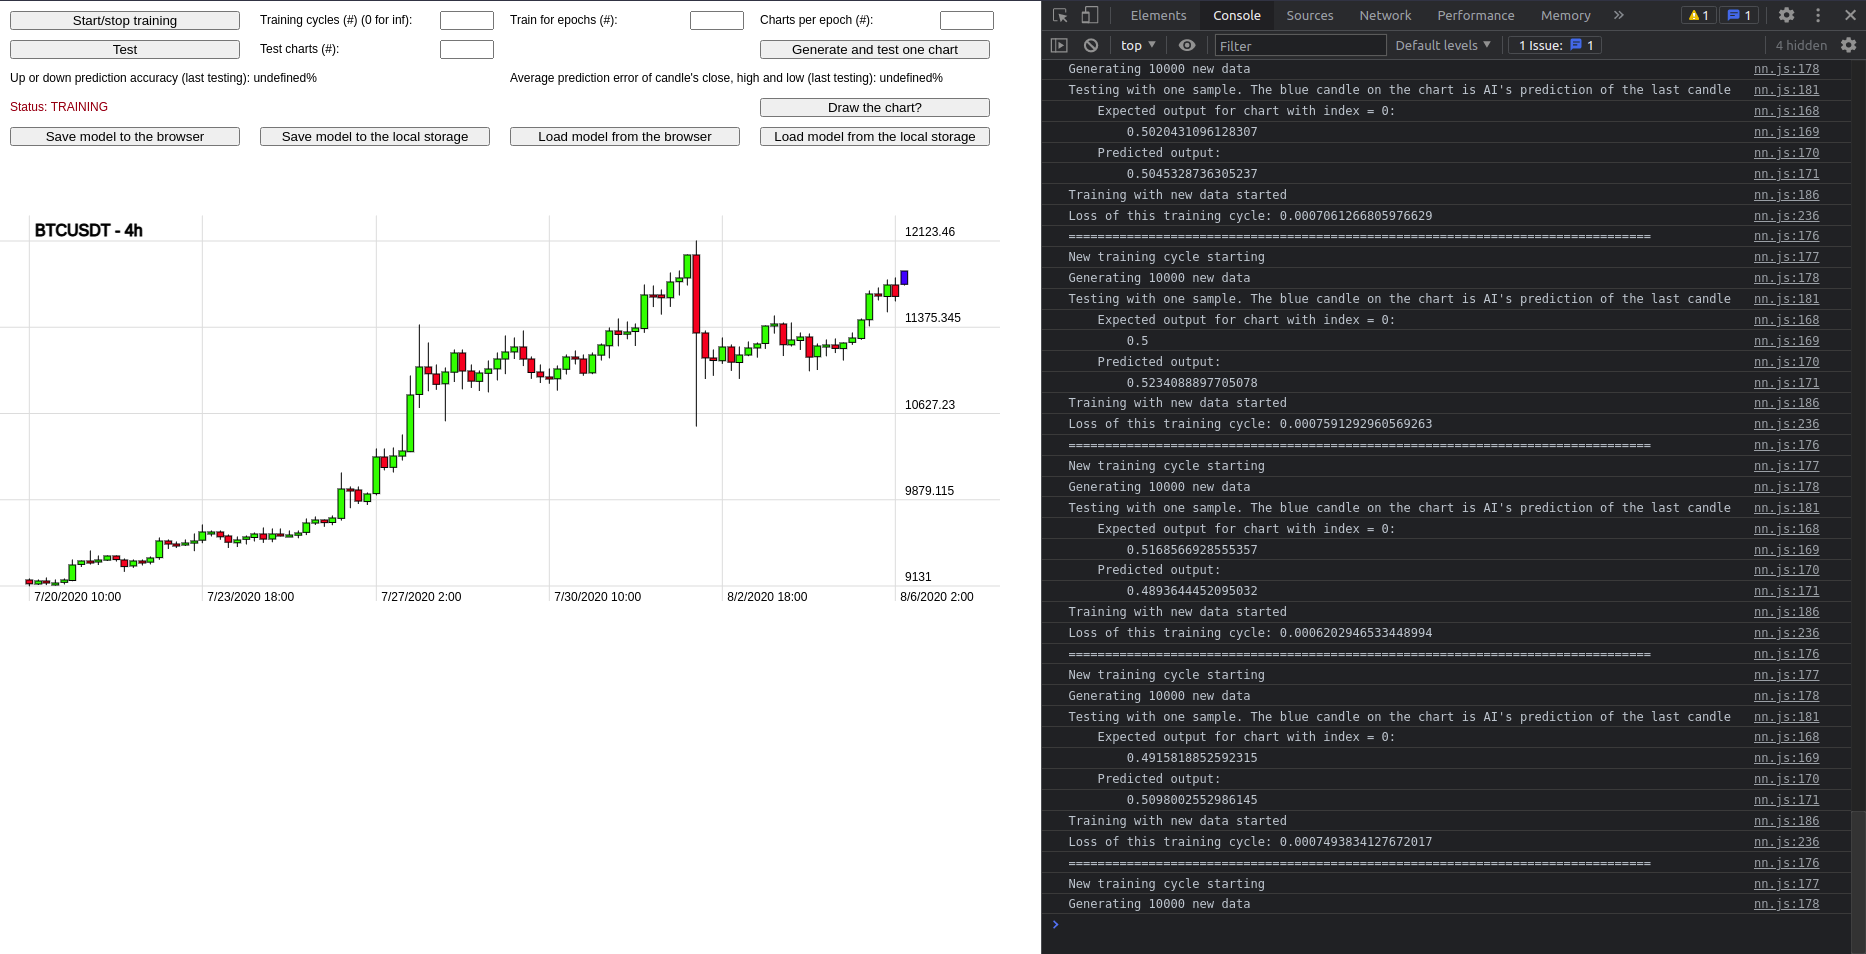 Start/stop training
Training cycles (#) (0 for inf):
Train for epochs (#):
Charts per epoch (#):
Test
Test charts (#):
Generate and test one chart
Up or down prediction accuracy (last testing): undefined%
Average prediction error of candle's close, high and low (last testing): undefined%
Status: TRAINING
Draw the chart?
Save model to the browser
Save model to the local storage
Load model from the browser
Load model from the local storage
BTCUSDT - 4h
12123.46
11375.345
10627.23
9879.115
9131
7/20/2020 10:00
7/23/2020 18:00
7/27/2020 2:00
7/30/2020 10:00
8/2/2020 18:00
8/6/2020 2:00
Elements
Console
Sources
Network
Performance
Memory
1
1
top
Filter
Default levels
1 Issue:
1
4 hidden
Generating 10000 new data nn.js:178
Testing with one sample. The blue candle on the chart is AI's prediction of the last candle nn.js:181
Expected output for chart with index = 0: nn.js:168
0.5020431096128307 nn.js:169
Predicted output: nn.js:170
0.5045328736305237 nn.js:171
Training with new data started nn.js:186
Loss of this training cycle: 0.0007061266805976629 nn.js:236
================================================================================ nn.js:176
New training cycle starting nn.js:177
Generating 10000 new data nn.js:178
Testing with one sample. The blue candle on the chart is AI's prediction of the last candle nn.js:181
Expected output for chart with index = 0: nn.js:168
0.5 nn.js:169
Predicted output: nn.js:170
0.5234088897705078 nn.js:171
Training with new data started nn.js:186
Loss of this training cycle: 0.0007591292960569263 nn.js:236
================================================================================ nn.js:176
New training cycle starting nn.js:177
Generating 10000 new data nn.js:178
Testing with one sample. The blue candle on the chart is AI's prediction of the last candle nn.js:181
Expected output for chart with index = 0: nn.js:168
0.5168566928555357 nn.js:169
Predicted output: nn.js:170
0.4893644452095032 nn.js:171
Training with new data started nn.js:186
Loss of this training cycle: 0.0006202946533448994 nn.js:236
================================================================================ nn.js:176
New training cycle starting nn.js:177
Generating 10000 new data nn.js:178
Testing with one sample. The blue candle on the chart is AI's prediction of the last candle nn.js:181
Expected output for chart with index = 0: nn.js:168
0.4915818852592315 nn.js:169
Predicted output: nn.js:170
0.5098002552986145 nn.js:171
Training with new data started nn.js:186
Loss of this training cycle: 0.0007493834127672017 nn.js:236
================================================================================ nn.js:176
New training cycle starting nn.js:177
Generating 10000 new data nn.js:178